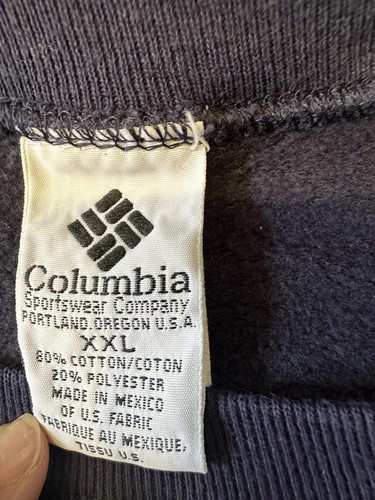 Columbia
Sportswear Company
PORTLAND, OREGON U.S.A.
XXL
80% COTTON/COTON
20% POLYESTER
MADE IN MEXICO
OF U.S. FABRIC
FABRIQUE AU MEXIQUE,
TISSU U.S.